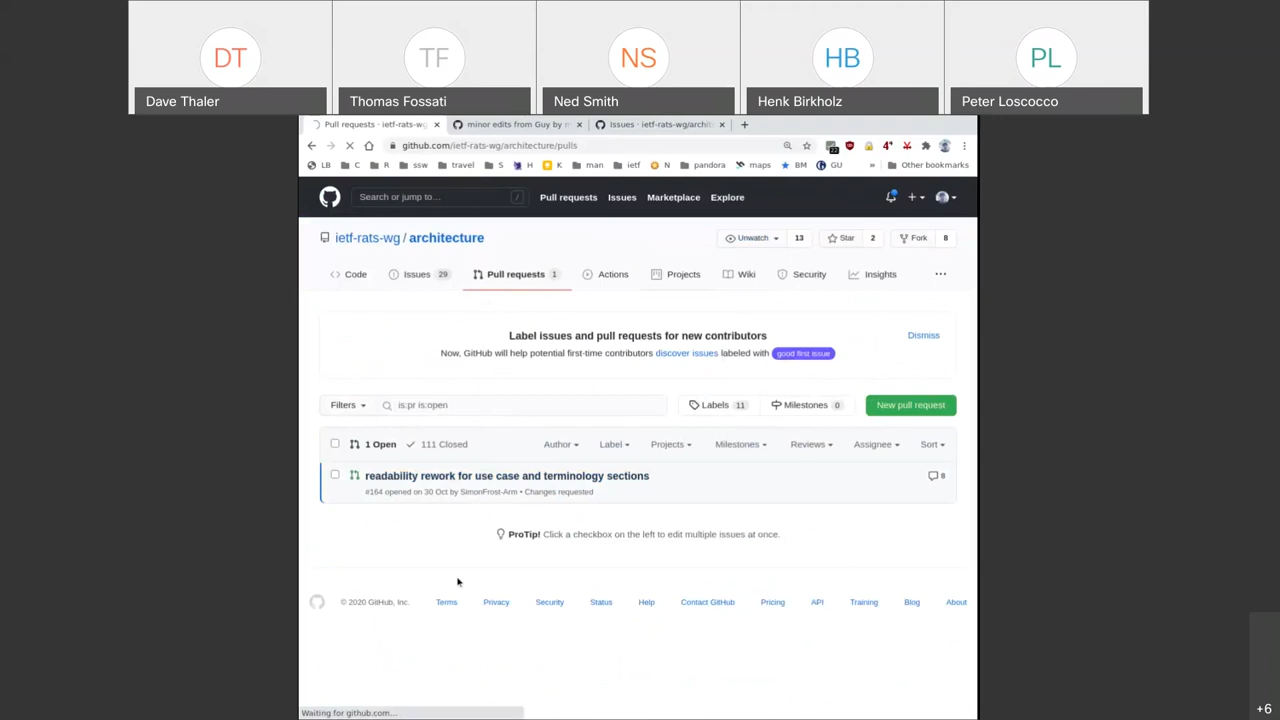 DT
TF
NS
HB
PL
Dave Thaler
Thomas Fossati
Ned Smith
Henk Birkholz
Peter Loscocco
Pull requests · ietf-rats-wg
minor edits from Guy by m
Issues · ietf-rats-wg/archit
github.com/ietf-rats-wg/architecture/pulls
LB C R ssw travel S H K man ietf N pandora maps BM GU » Other bookmarks
Search or jump to… /
Pull requests Issues Marketplace Explore
ietf-rats-wg / architecture
Unwatch 13 Star 2 Fork 8
Code Issues 29 Pull requests 1 Actions Projects Wiki Security Insights ···
Label issues and pull requests for new contributors
Dismiss
Now, GitHub will help potential first-time contributors discover issues labeled with good first issue
Filters is:pr is:open Labels 11 Milestones 0 New pull request
1 Open 111 Closed Author Label Projects Milestones Reviews Assignee Sort
readability rework for use case and terminology sections 8
#164 opened on 30 Oct by SimonFrost-Arm • Changes requested
ProTip! Click a checkbox on the left to edit multiple issues at once.
© 2020 GitHub, Inc. Terms Privacy Security Status Help Contact GitHub Pricing API Training Blog About
Waiting for github.com...
+6